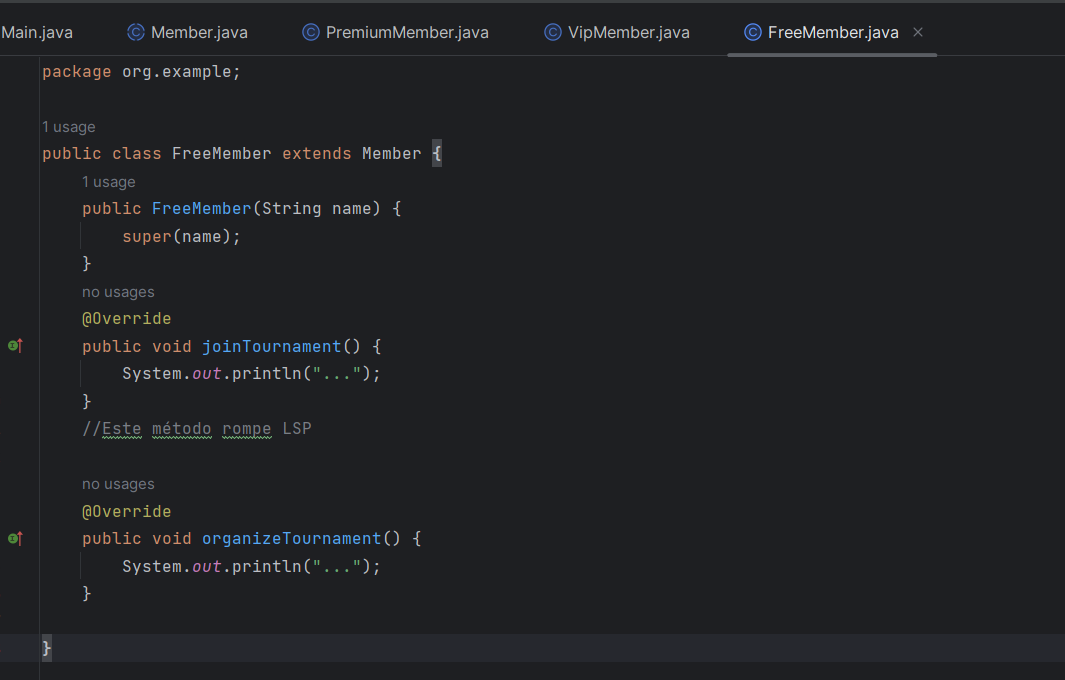 Main.java Member.java PremiumMember.java VipMember.java FreeMember.java
package org.example;
1 usage
public class FreeMember extends Member {
1 usage
public FreeMember(String name) {
super(name);
}
no usages
@Override
public void joinTournament() {
System.out.println("...");
}
//Este método rompe LSP
no usages
@Override
public void organizeTournament() {
System.out.println("...");
}
}